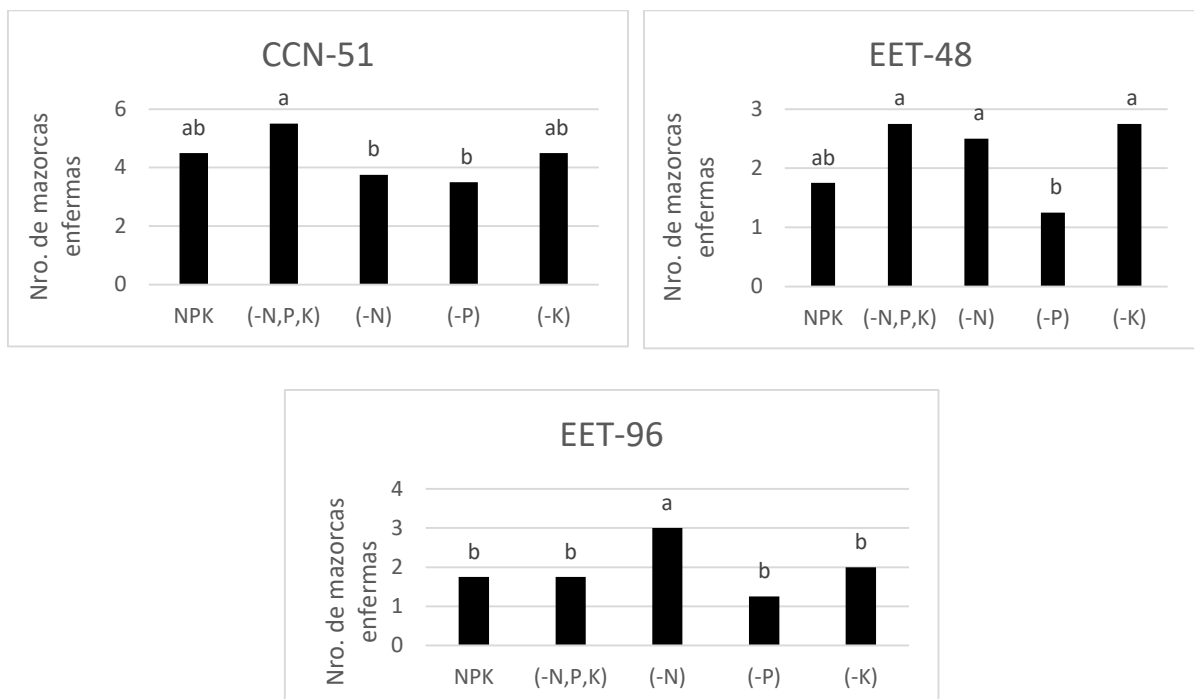 CCN-51
Nro. de mazorcas
enfermas
6
4
2
0
ab
a
b
b
ab
NPK (-N,P,K) (-N) (-P) (-K)
EET-48
Nro. de mazorcas
enfermas
3
2
1
0
ab
a
a
b
a
NPK (-N,P,K) (-N) (-P) (-K)
EET-96
Nro. de mazorcas
enfermas
4
3
2
1
0
b
b
a
b
b
NPK (-N,P,K) (-N) (-P) (-K)